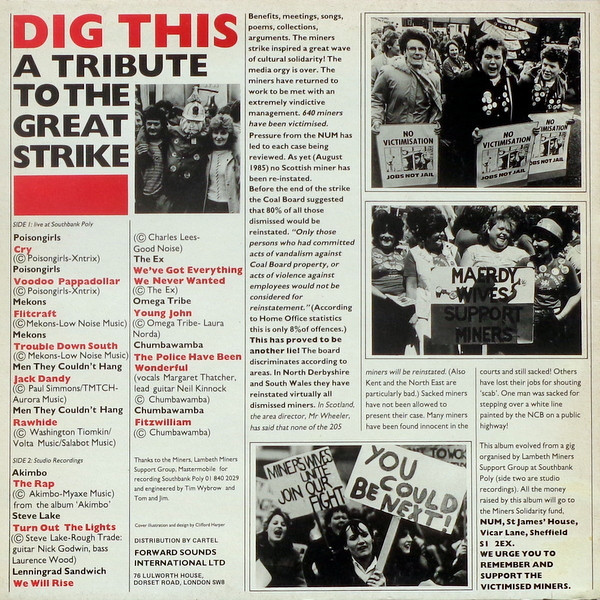 DIG THIS
A TRIBUTE
TO THE
GREAT
STRIKE
SIDE 1: live at Southbank Poly
Poisongirls
Cry
(Ⓒ Poisongirls-Xntrix)
Poisongirls
Voodoo Pappadollar
(Ⓒ Poisongirls-Xntrix)
Mekons
Flitcraft
(Ⓒ Mekons-Low Noise Music)
Mekons
Trouble Down South
(Ⓒ Mekons-Low Noise Music)
Men They Couldn't Hang
Jack Dandy
(Ⓒ Paul Simmons/TMTCH-
Aurora Music)
Men They Couldn't Hang
Rawhide
(Ⓒ Washington Tiomkin/
Volta Music/Salabot Music)
SIDE 2: Studio Recordings
Akimbo
The Rap
(Ⓒ Akimbo-Myaxe Music)
from the album 'Akimbo'
Steve Lake
Turn Out The Lights
(Ⓒ Steve Lake-Rough Trade:
guitar Nick Godwin, bass
Laurence Wood)
Lenningrad Sandwich
We Will Rise
(Ⓒ Charles Lees-
Good Noise)
The Ex
We've Got Everything
We Never Wanted
(Ⓒ The Ex)
Omega Tribe
Young John
(Ⓒ Omega Tribe- Laura
Norda)
Chumbawamba
The Police Have Been
Wonderful
(vocals Margaret Thatcher,
lead guitar Neil Kinnock
Ⓒ Chumbawamba)
Chumbawamba
Fitzwilliam
(Ⓒ Chumbawamba)
Thanks to the Miners, Lambeth Miners
Support Group, Mastermobile for
recording Southbank Poly 01 840 2029
and engineered by Tim Wybrow and
Tom and Jim.
Cover illustration and design by Clifford Harper
DISTRIBUTION BY CARTEL
FORWARD SOUNDS
INTERNATIONAL LTD
76 LULWORTH HOUSE,
DORSET ROAD, LONDON SW8
Benefits, meetings, songs,
poems, collections,
arguments. The miners
strike inspired a great wave
of cultural solidarity! The
media orgy is over. The
miners have returned to
work to be met with an
extremely vindictive
management. 640 miners
have been victimised.
Pressure from the NUM has
led to each case being
reviewed. As yet (August
1985) no Scottish miner has
been re-instated.
Before the end of the strike
the Coal Board suggested
that 80% of all those
dismissed would be
reinstated. "Only those
persons who had committed
acts of vandalism against
Coal Board property, or
acts of violence against
employees would not be
considered for
reinstatement." (According
to Home Office statistics
this is only 8%of offences.)
This has proved to be
another lie! The board
discriminates according to
areas. In North Derbyshire
and South Wales they have
reinstated virtually all
dismissed miners. In Scotland,
the area director, Mr Wheeler,
has said that none of the 205
miners will be reinstated. (Also
Kent and the North East are
particularly bad.) Sacked miners
have not been allowed to
present their case. Many miners
have been found innocent in the
courts and still sacked! Others
have lost their jobs for shouting
'scab'. One man was sacked for
stepping over a white line
painted by the NCB on a public
highway!
This album evolved from a gig
organised by Lambeth Miners
Support Group at Southbank
Poly (side two are studio
recordings). All the money
raised by this album will go to
the Miners Solidarity fund,
NUM, St James' House,
Vicar Lane, Sheffield
S1 2EX.
WE URGE YOU TO
REMEMBER AND
SUPPORT THE
VICTIMISED MINERS.
NO
VICTIMISATION
JOBS NOT JAIL
NO
VICTIMISATION
JOBS NOT JAIL
NO
VICTIMISATION
JOBS NOT JAIL
MAERDY
WIVES
SUPPORT
MINERS
MINERS WIVES
UNITE
JOIN OUR
FIGHT
YOU
COULD
BE NEXT!